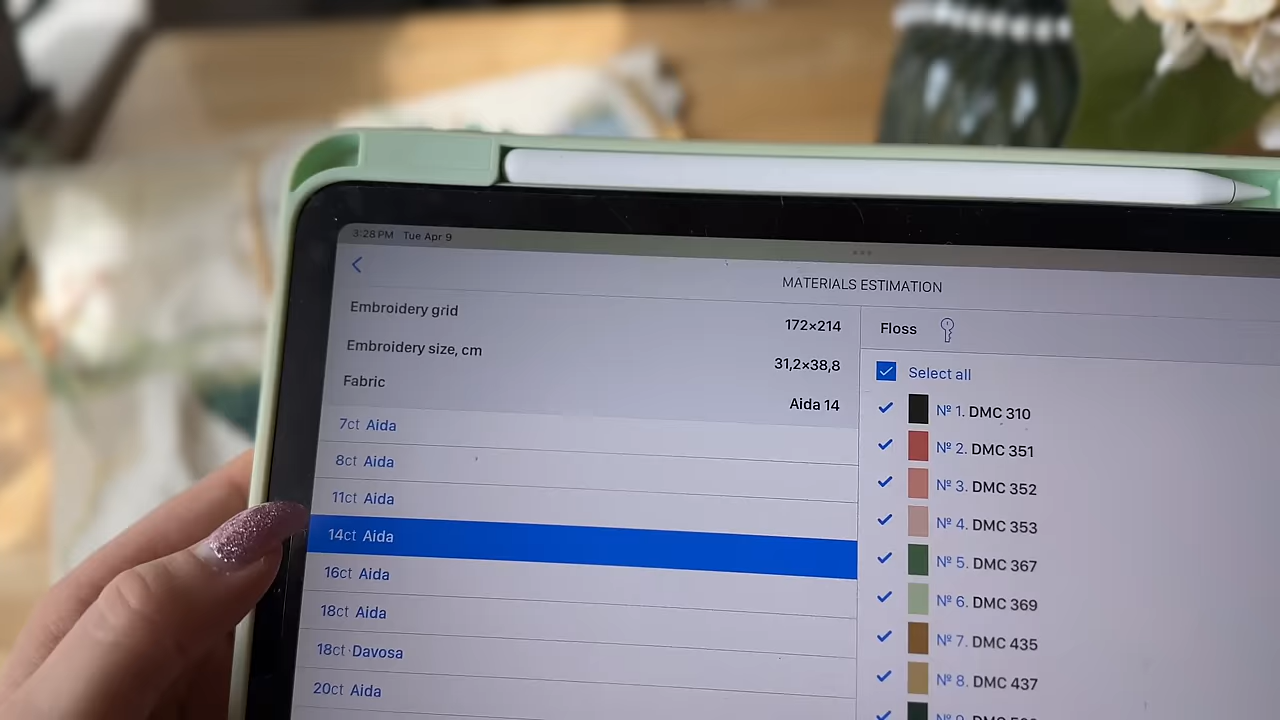 3:28 PM Tue Apr 9
MATERIALS ESTIMATION
Embroidery grid
172×214
Embroidery size, cm
31,2×38,8
Fabric
Aida 14
7ct Aida
8ct Aida
11ct Aida
14ct Aida
16ct Aida
18ct Aida
18ct Davosa
20ct Aida
Floss
Select all
Nº 1. DMC 310
Nº 2. DMC 351
Nº 3. DMC 352
Nº 4. DMC 353
Nº 5. DMC 367
Nº 6. DMC 369
Nº 7. DMC 435
Nº 8. DMC 437
Nº 9. DMC